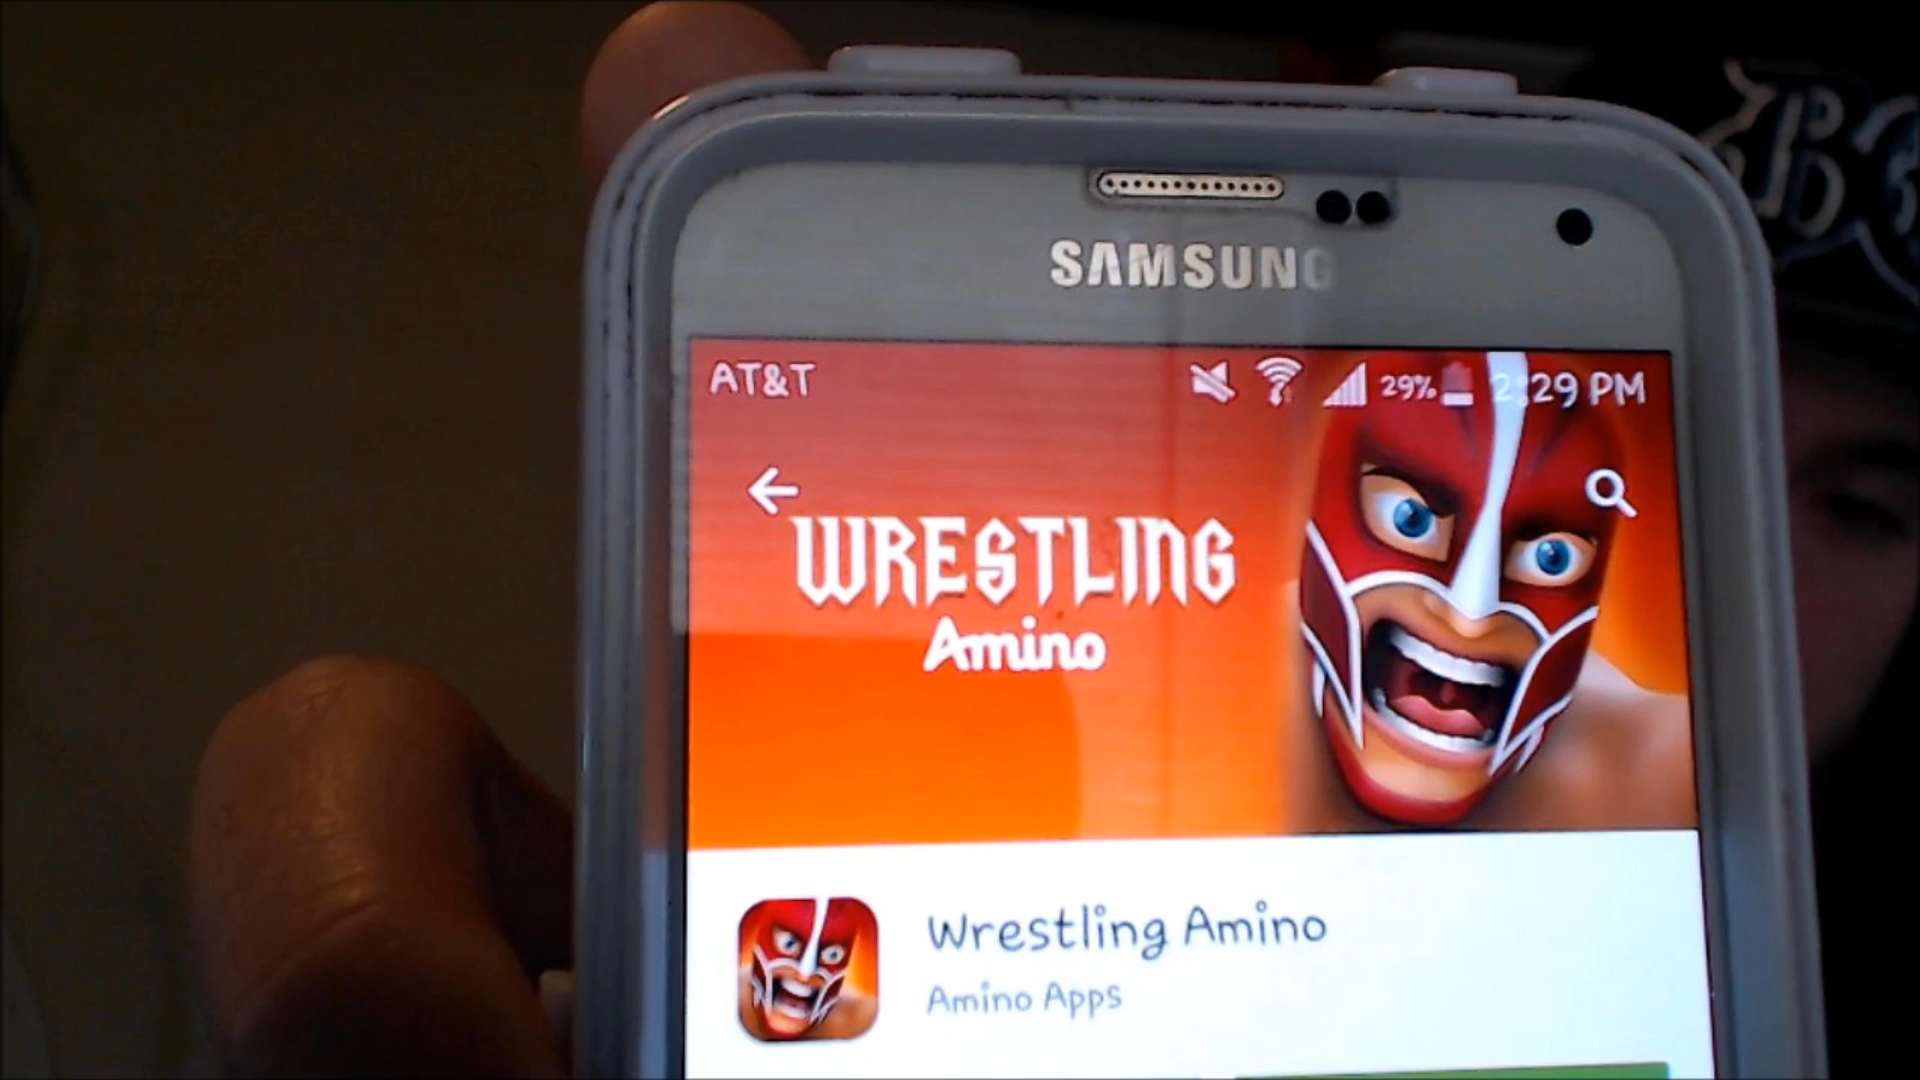 SAMSUNG
AT&T 29% 2:29 PM
WRESTLING
Amino
Wrestling Amino
Amino Apps